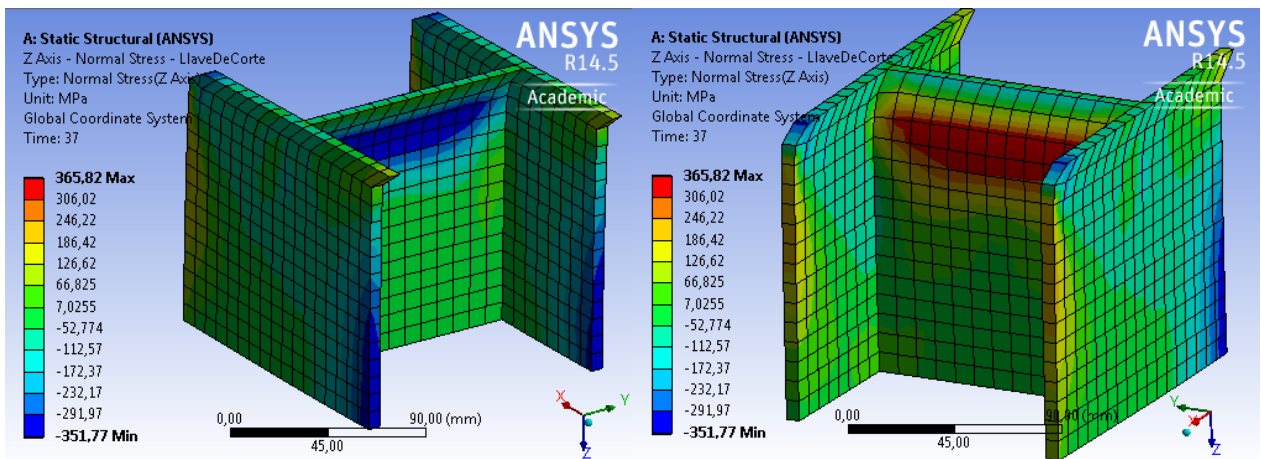 A: Static Structural (ANSYS)
Z Axis - Normal Stress - LlaveDeCorte
Type: Normal Stress(Z Axis)
Unit: MPa
Global Coordinate System
Time: 37
365,82 Max
306,02
246,22
186,42
126,62
66,825
7,0255
-52,774
-112,57
-172,37
-232,17
-291,97
-351,77 Min
ANSYS
R14.5
Academic
0,00
90,00 (mm)
45,00
X
Y
Z
A: Static Structural (ANSYS)
Z Axis - Normal Stress - LlaveDeCorte
Type: Normal Stress(Z Axis)
Unit: MPa
Global Coordinate System
Time: 37
365,82 Max
306,02
246,22
186,42
126,62
66,825
7,0255
-52,774
-112,57
-172,37
-232,17
-291,97
-351,77 Min
ANSYS
R14.5
Academic
0,00
90,00 (mm)
45,00
Y
X
Z